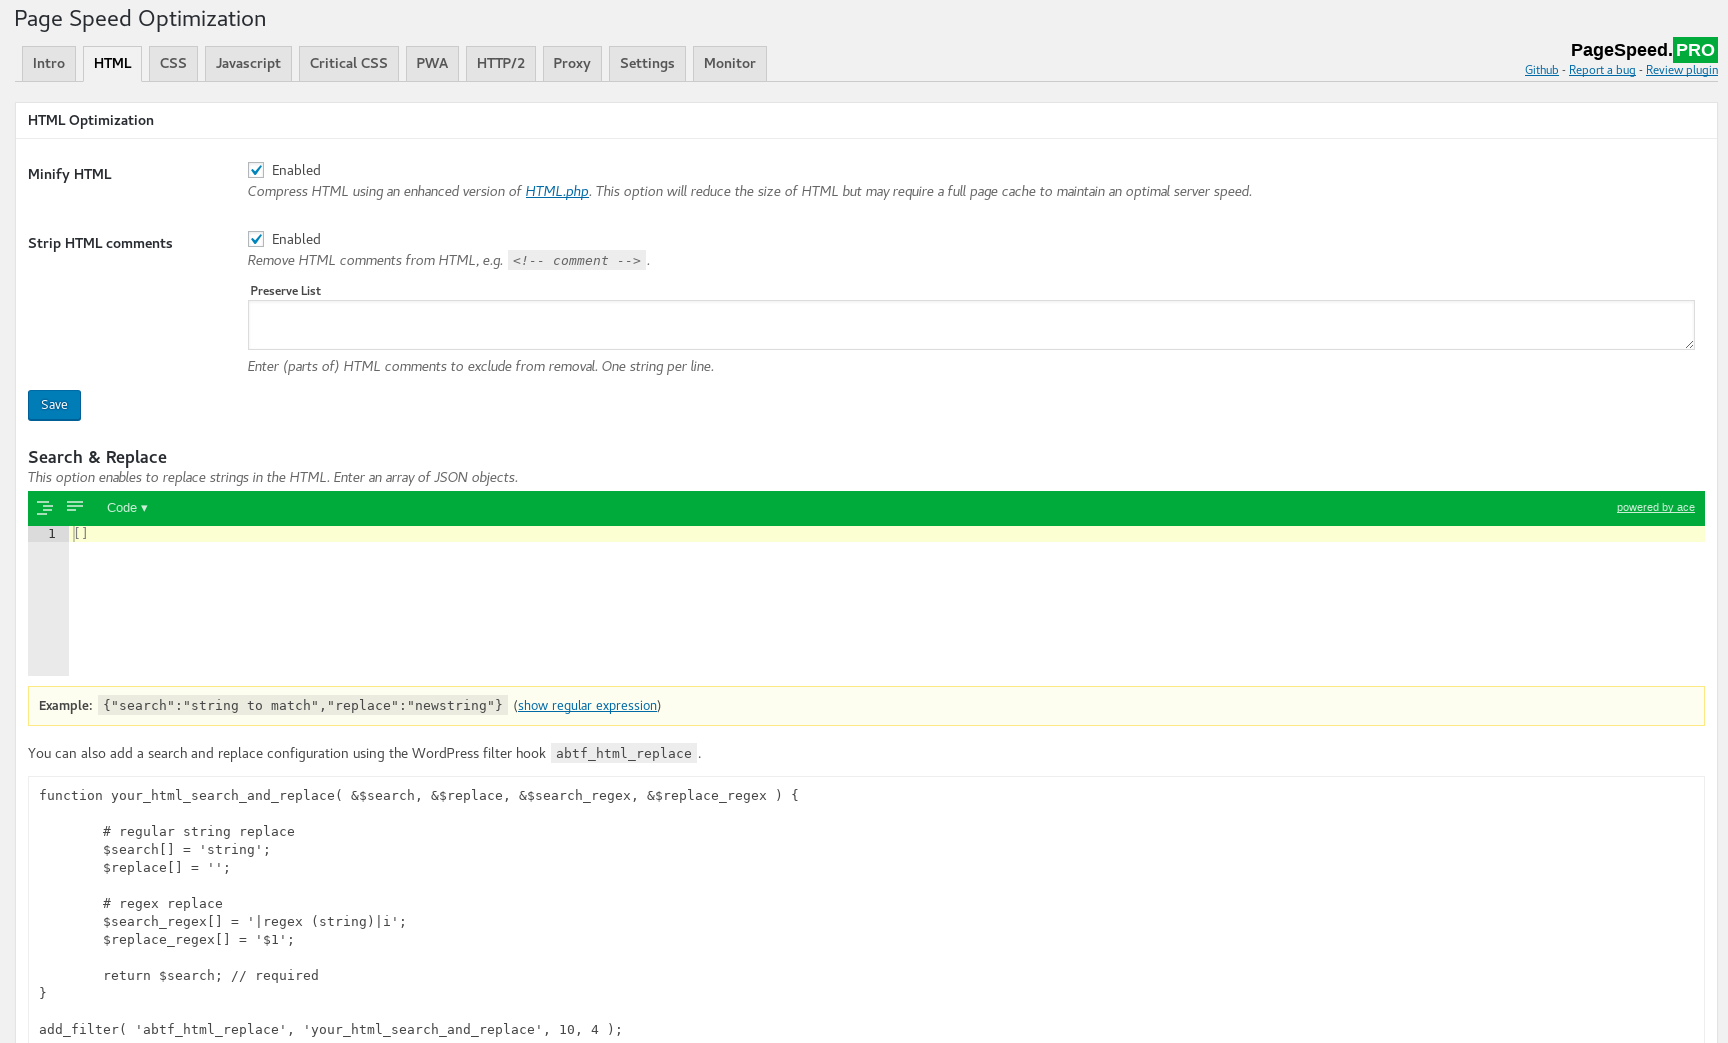 Page Speed Optimization
Intro HTML CSS Javascript Critical CSS PWA HTTP/2 Proxy Settings Monitor
PageSpeed.PRO
Github - Report a bug - Review plugin
HTML Optimization
Minify HTML
Enabled
Compress HTML using an enhanced version of HTML.php. This option will reduce the size of HTML but may require a full page cache to maintain an optimal server speed.
Strip HTML comments
Enabled
Remove HTML comments from HTML, e.g. <!-- comment -->.
Preserve List
Enter (parts of) HTML comments to exclude from removal. One string per line.
Save
Search & Replace
This option enables to replace strings in the HTML. Enter an array of JSON objects.
Code ▾ powered by ace
1 []
Example: {"search":"string to match","replace":"newstring"} (show regular expression)
You can also add a search and replace configuration using the WordPress filter hook abtf_html_replace.
function your_html_search_and_replace( &$search, &$replace, &$search_regex, &$replace_regex ) {
# regular string replace
$search[] = 'string';
$replace[] = '';
# regex replace
$search_regex[] = '|regex (string)|i';
$replace_regex[] = '$1';
return $search; // required
}
add_filter( 'abtf_html_replace', 'your_html_search_and_replace', 10, 4 );